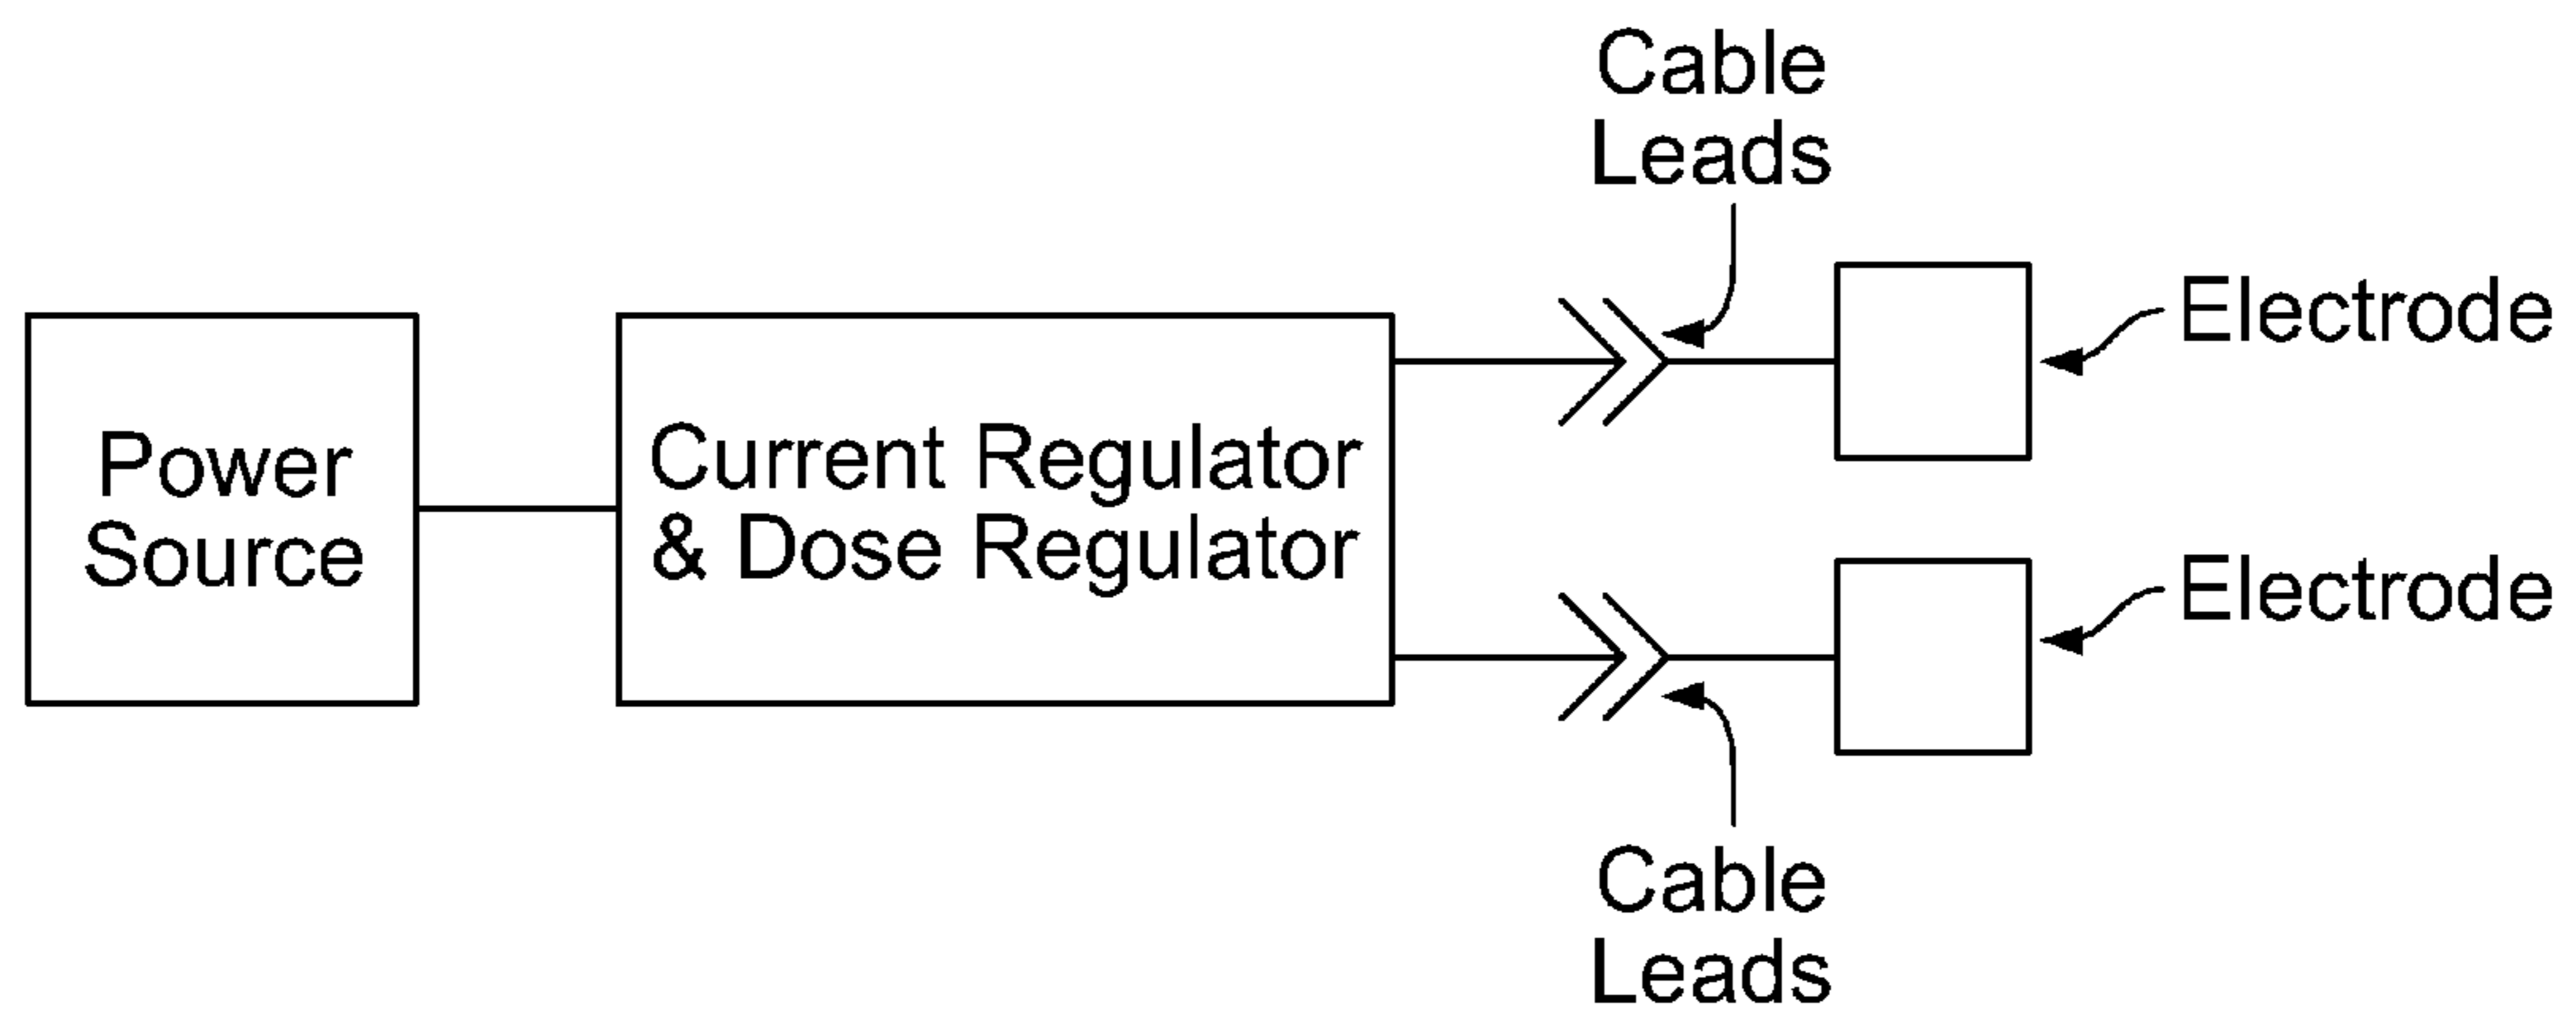 Power
Source
Current Regulator
& Dose Regulator
Cable
Leads
Electrode
Electrode
Cable
Leads